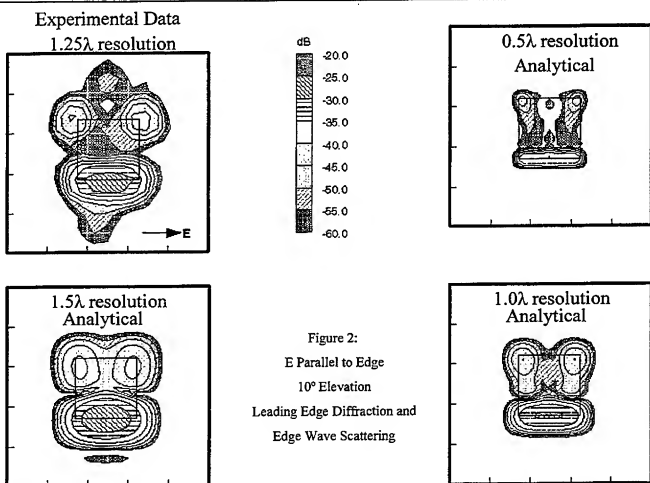 Experimental Data
1.25λ resolution
E
dB
-20.0
-25.0
-30.0
-35.0
-40.0
-45.0
-50.0
-55.0
-60.0
0.5λ resolution
Analytical
1.5λ resolution
Analytical
Figure 2:
E Parallel to Edge
10° Elevation
Leading Edge Diffraction and
Edge Wave Scattering
1.0λ resolution
Analytical